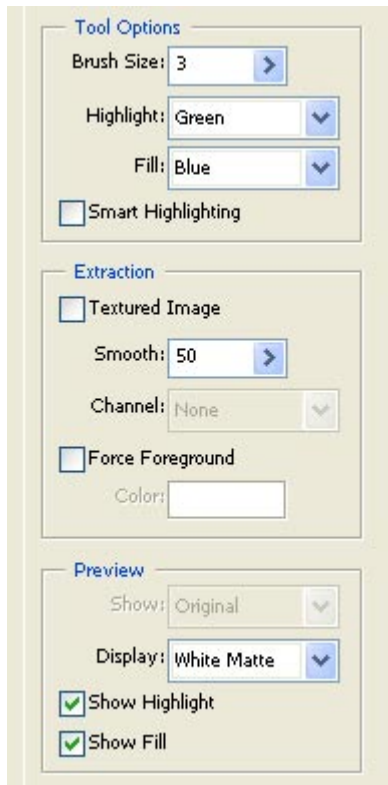 Tool Options
Brush Size: 3
Highlight: Green
Fill: Blue
Smart Highlighting
Extraction
Textured Image
Smooth: 50
Channel: None
Force Foreground
Color:
Preview
Show: Original
Display: White Matte
Show Highlight
Show Fill